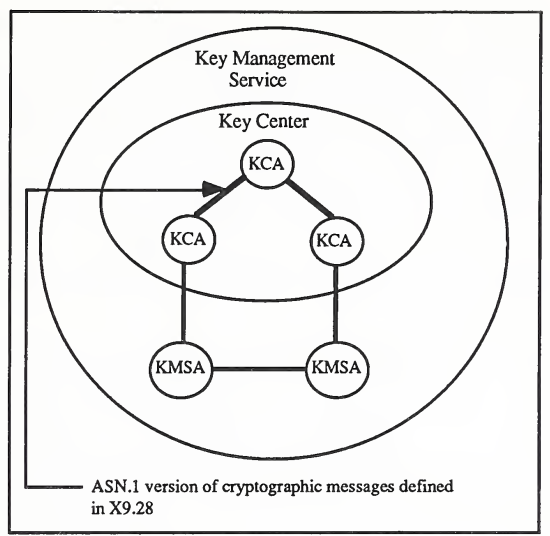 Key Management
Service
Key Center
KCA
KCA
KCA
KMSA
KMSA
ASN.1 version of cryptographic messages defined
in X9.28